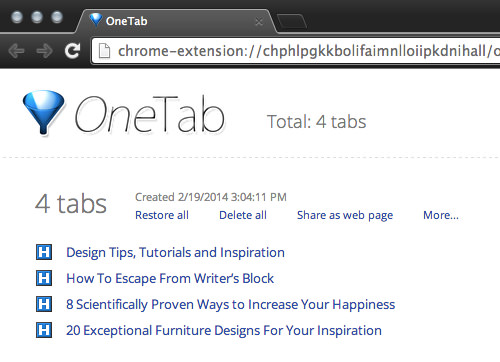 OneTab
chrome-extension://chphlpgkkbolifaimnlloiipkdnihall/o
OneTab
Total: 4 tabs
4 tabs
Created 2/19/2014 3:04:11 PM
Restore all Delete all Share as web page More...
H Design Tips, Tutorials and Inspiration
H How To Escape From Writer's Block
H 8 Scientifically Proven Ways to Increase Your Happiness
H 20 Exceptional Furniture Designs For Your Inspiration